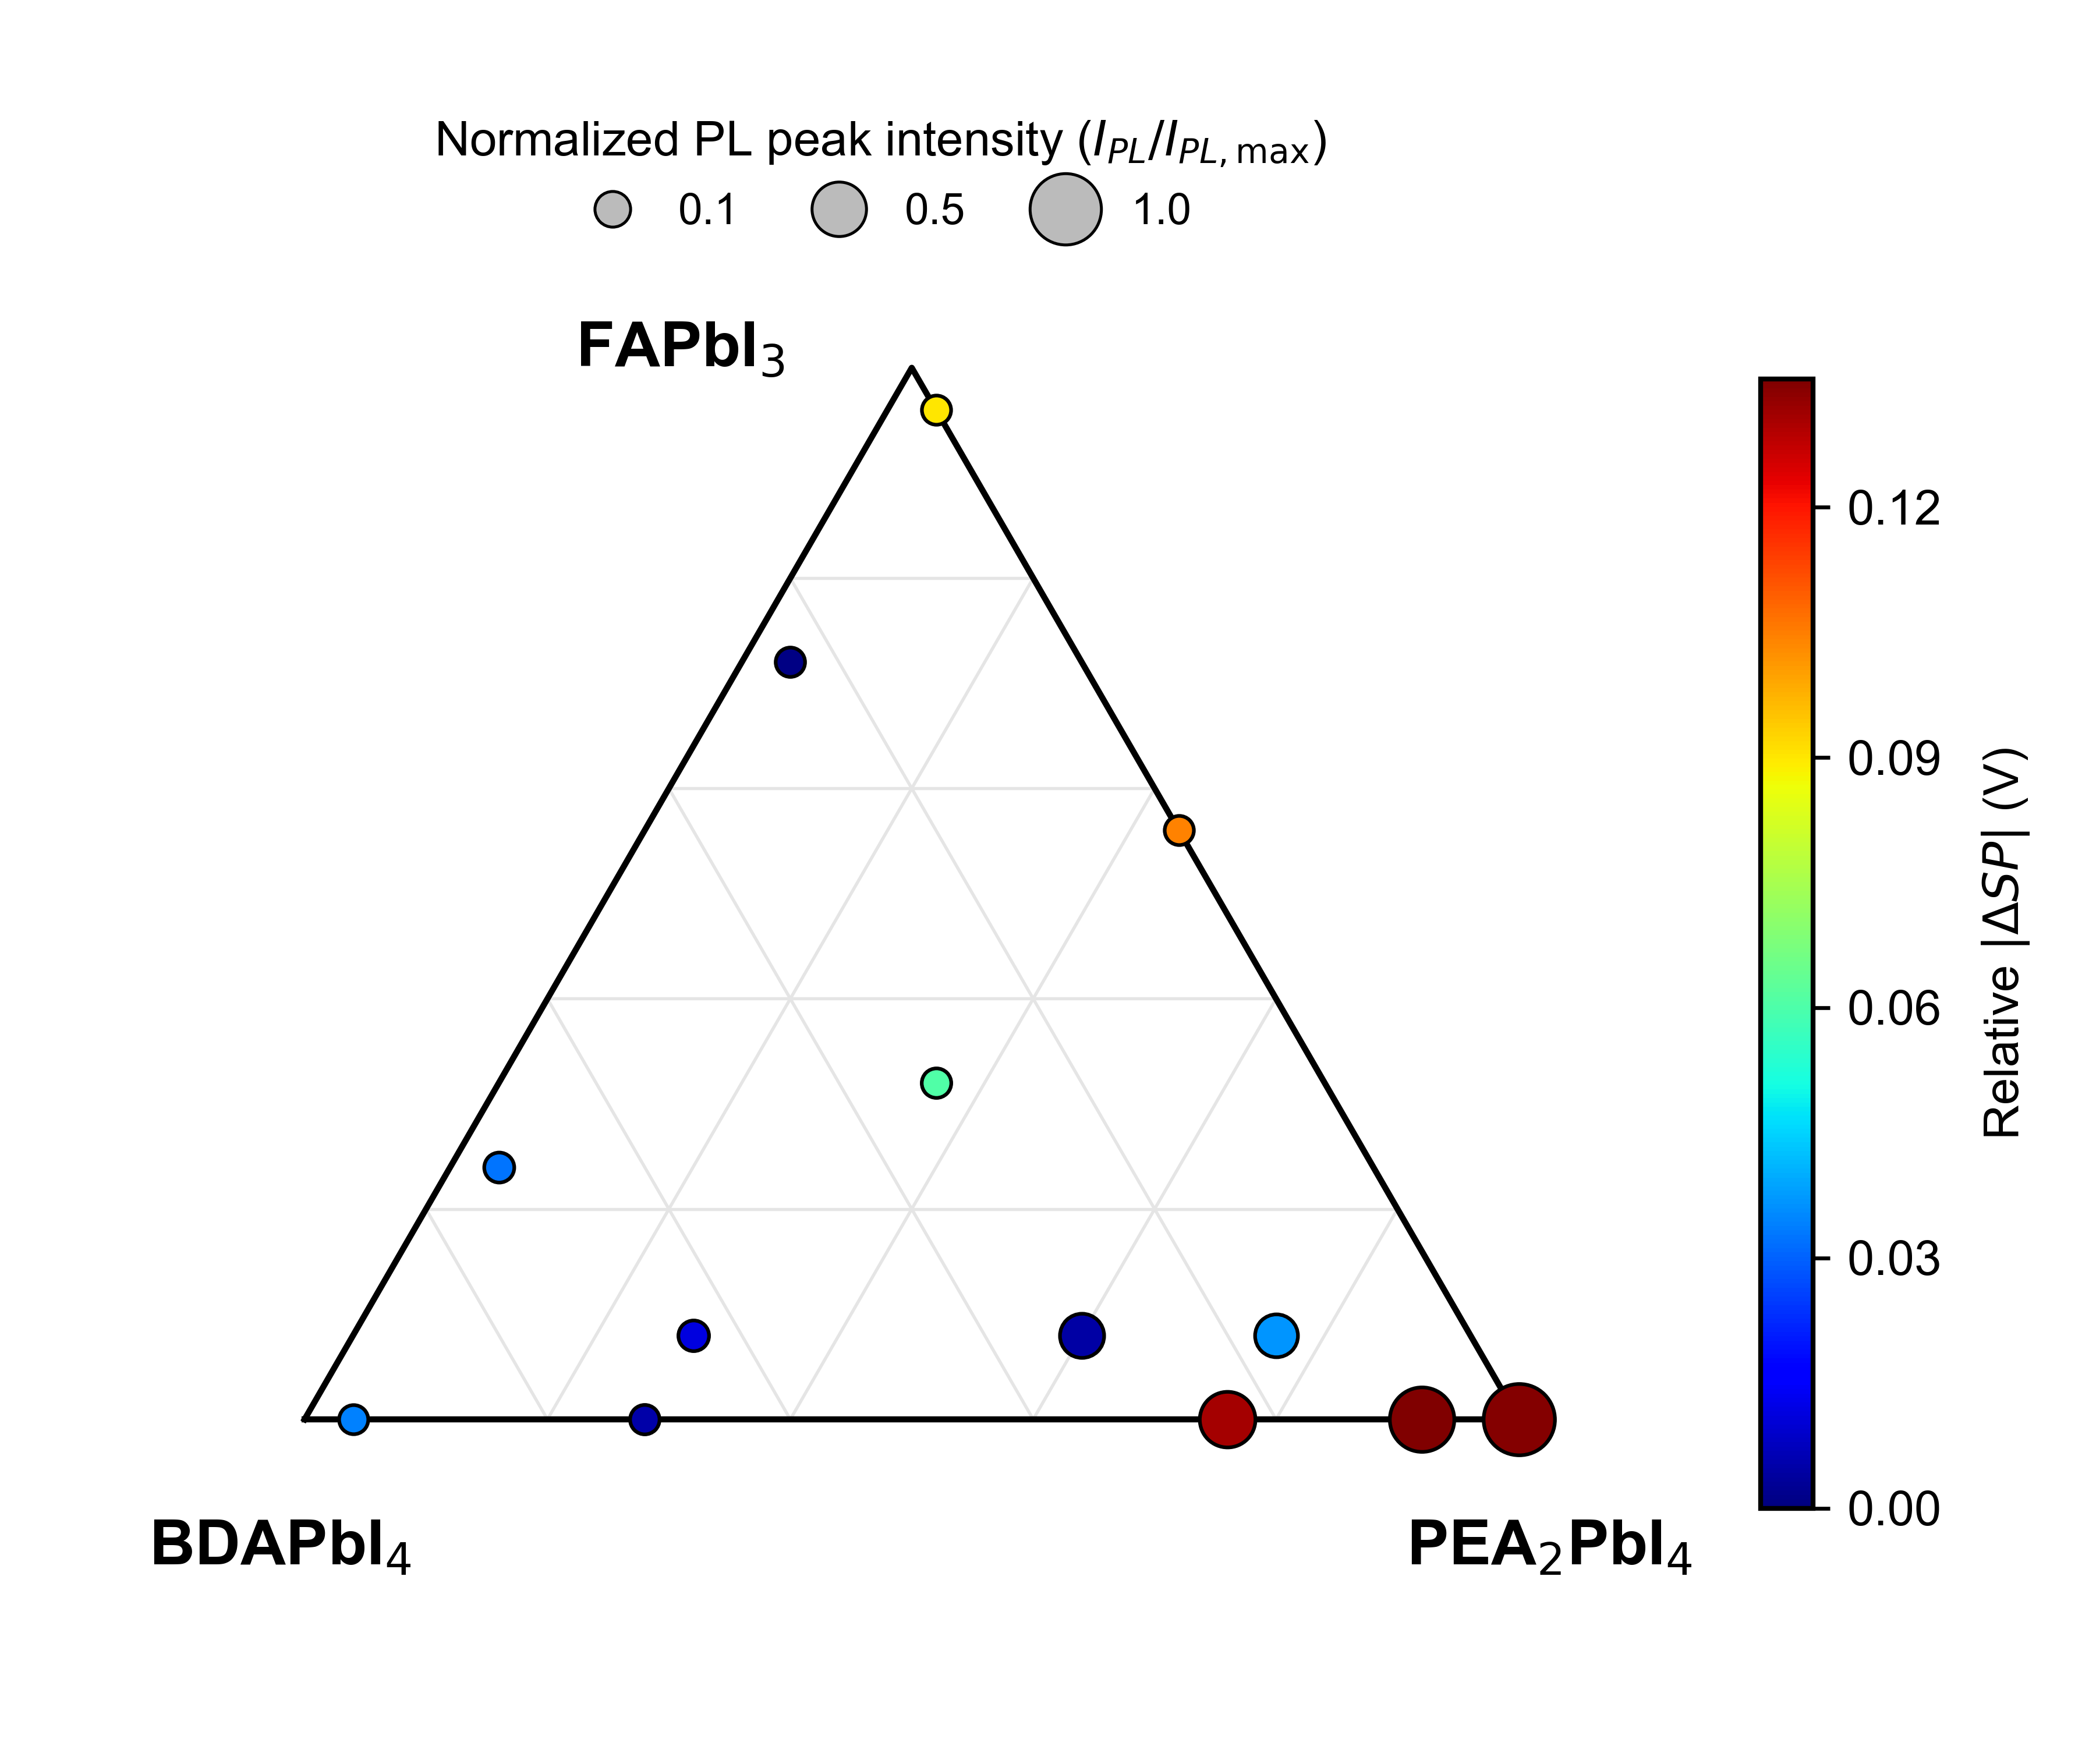 Normalized PL peak intensity (I_PL/I_PL, max)
0.1 0.5 1.0
FAPbI₃
0.12
0.09
0.06
0.03
0.00
Relative |ΔSP| (V)
BDAPbI₄ PEA₂PbI₄